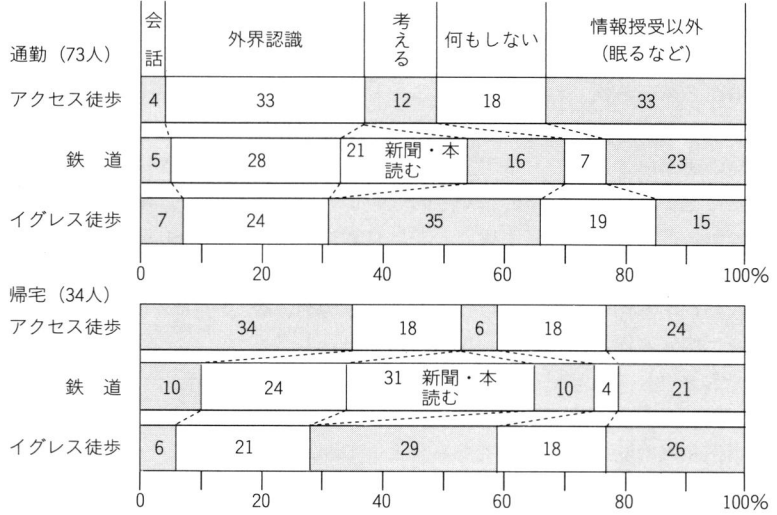 会話 外界認識 考える 何もしない 情報授受以外
(眠るなど)
通勤 (73人)
アクセス徒歩 4 33 12 18 33
鉄 道 5 28 21 新聞・本 16 7 23
読む
イグレス徒歩 7 24 35 19 15
0 20 40 60 80 100%
帰宅 (34人)
アクセス徒歩 34 18 6 18 24
鉄 道 10 24 31 新聞・本 10 4 21
読む
イグレス徒歩 6 21 29 18 26
0 20 40 60 80 100%